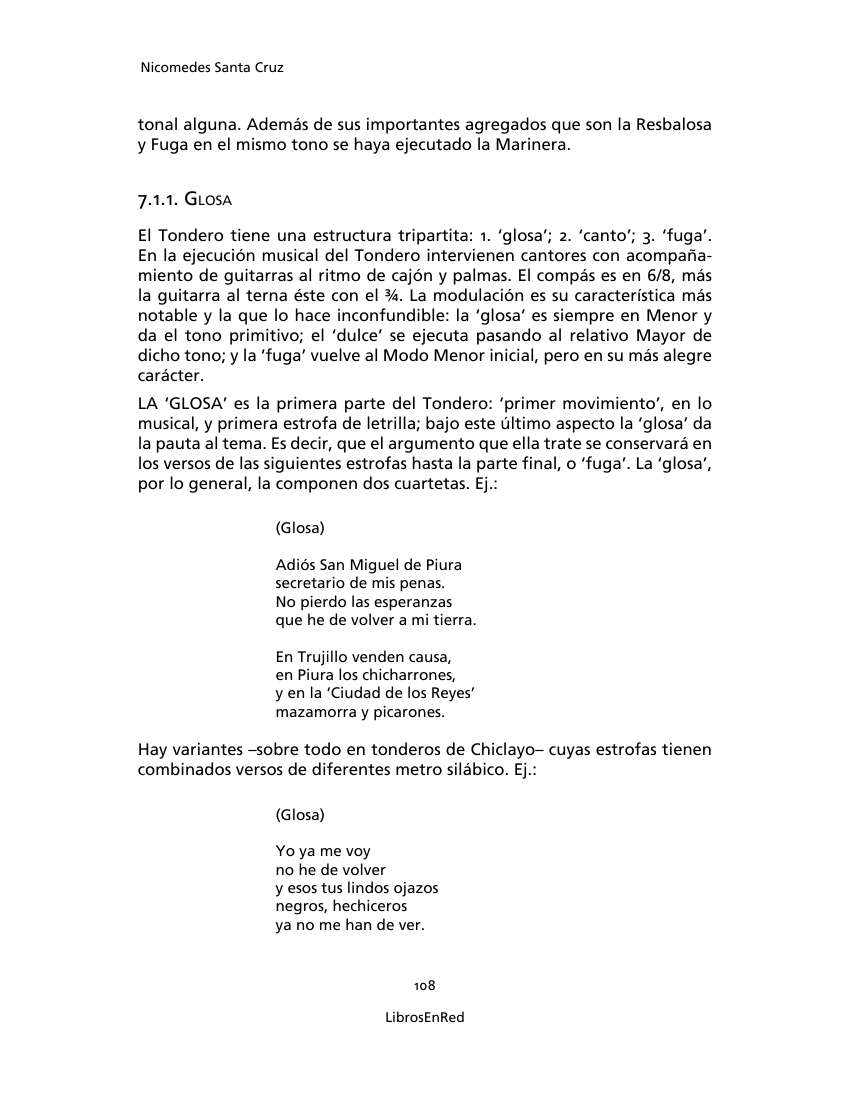 Nicomedes Santa Cruz
tonal alguna. Además de sus importantes agregados que son la Resbalosa
y Fuga en el mismo tono se haya ejecutado la Marinera.
7.1.1. Glosa
El Tondero tiene una estructura tripartita: 1. ‘glosa’; 2. ‘canto’; 3. ‘fuga’.
En la ejecución musical del Tondero intervienen cantores con acompaña-
miento de guitarras al ritmo de cajón y palmas. El compás es en 6/8, más
la guitarra al terna éste con el ¾. La modulación es su característica más
notable y la que lo hace inconfundible: la ‘glosa’ es siempre en Menor y
da el tono primitivo; el ‘dulce’ se ejecuta pasando al relativo Mayor de
dicho tono; y la ‘fuga’ vuelve al Modo Menor inicial, pero en su más alegre
carácter.
LA ‘GLOSA’ es la primera parte del Tondero: ‘primer movimiento’, en lo
musical, y primera estrofa de letrilla; bajo este último aspecto la ‘glosa’ da
la pauta al tema. Es decir, que el argumento que ella trate se conservará en
los versos de las siguientes estrofas hasta la parte final, o ‘fuga’. La ‘glosa’,
por lo general, la componen dos cuartetas. Ej.:
(Glosa)
Adiós San Miguel de Piura
secretario de mis penas.
No pierdo las esperanzas
que he de volver a mi tierra.
En Trujillo venden causa,
en Piura los chicharrones,
y en la ‘Ciudad de los Reyes’
mazamorra y picarones.
Hay variantes –sobre todo en tonderos de Chiclayo– cuyas estrofas tienen
combinados versos de diferentes metro silábico. Ej.:
(Glosa)
Yo ya me voy
no he de volver
y esos tus lindos ojazos
negros, hechiceros
ya no me han de ver.
108
LibrosEnRed